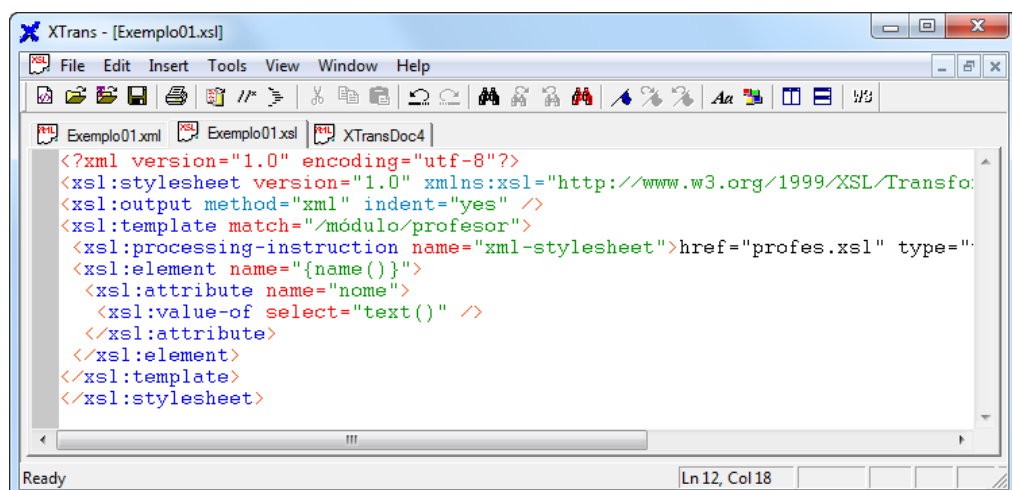 XTrans - [Exemplo01.xsl]
File Edit Insert Tools View Window Help
Exemplo01.xml Exemplo01.xsl XTransDoc4
<?xml version="1.0" encoding="utf-8"?>
<xsl:stylesheet version="1.0" xmlns:xsl="http://www.w3.org/1999/XSL/Transfo
<xsl:output method="xml" indent="yes" />
<xsl:template match="/módulo/profesor">
<xsl:processing-instruction name="xml-stylesheet">href="profes.xsl" type="
<xsl:element name="{name()}">
<xsl:attribute name="nome">
<xsl:value-of select="text()" />
</xsl:attribute>
</xsl:element>
</xsl:template>
</xsl:stylesheet>
Ready Ln 12, Col 18